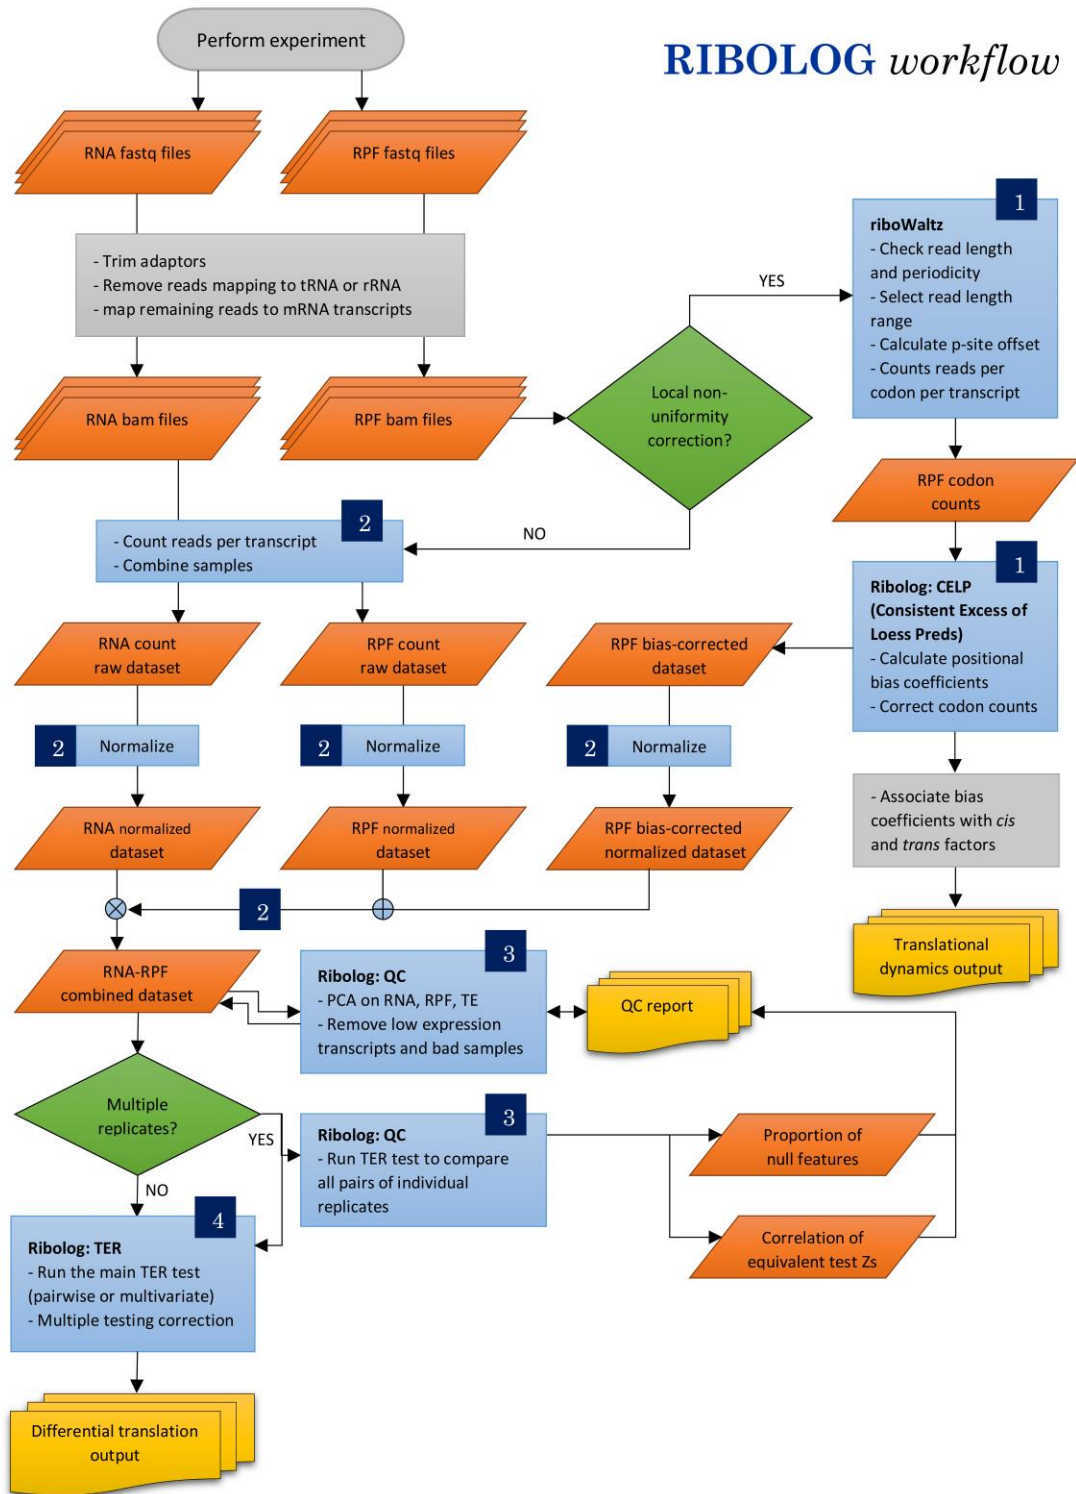 Perform experiment
RIBOLOG workflow
RNA fastq files
RPF fastq files
- Trim adaptors
- Remove reads mapping to tRNA or rRNA
- map remaining reads to mRNA transcripts
YES
1
riboWaltz
- Check read length
and periodicity
- Select read length
range
- Calculate p-site offset
- Counts reads per
codon per transcript
RNA bam files
RPF bam files
Local non-
uniformity
correction?
RPF codon
counts
NO
2
- Count reads per transcript
- Combine samples
1
Ribolog: CELP
(Consistent Excess of
Loess Preds)
- Calculate positional
bias coefficients
- Correct codon counts
RNA count
raw dataset
RPF count
raw dataset
RPF bias-corrected
dataset
2
Normalize
2
Normalize
2
Normalize
- Associate bias
coefficients with cis
and trans factors
RNA normalized
dataset
RPF normalized
dataset
RPF bias-corrected
normalized dataset
2
Translational
dynamics output
RNA-RPF
combined dataset
3
Ribolog: QC
- PCA on RNA, RPF, TE
- Remove low expression
transcripts and bad samples
QC report
Multiple
replicates?
YES
NO
3
Ribolog: QC
- Run TER test to compare
all pairs of individual
replicates
Proportion of
null features
Correlation of
equivalent test Zs
4
Ribolog: TER
- Run the main TER test
(pairwise or multivariate)
- Multiple testing correction
Differential translation
output